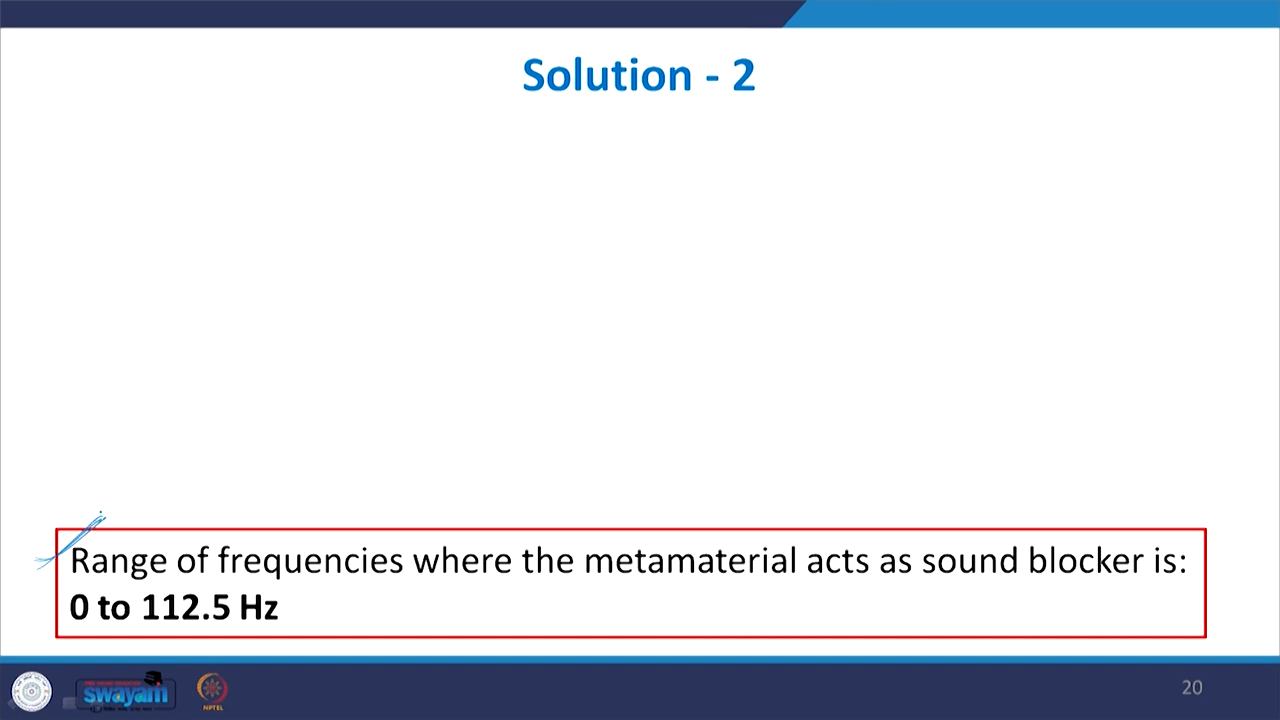 Solution - 2
Range of frequencies where the metamaterial acts as sound blocker is:
0 to 112.5 Hz
swayam
NPTEL
20